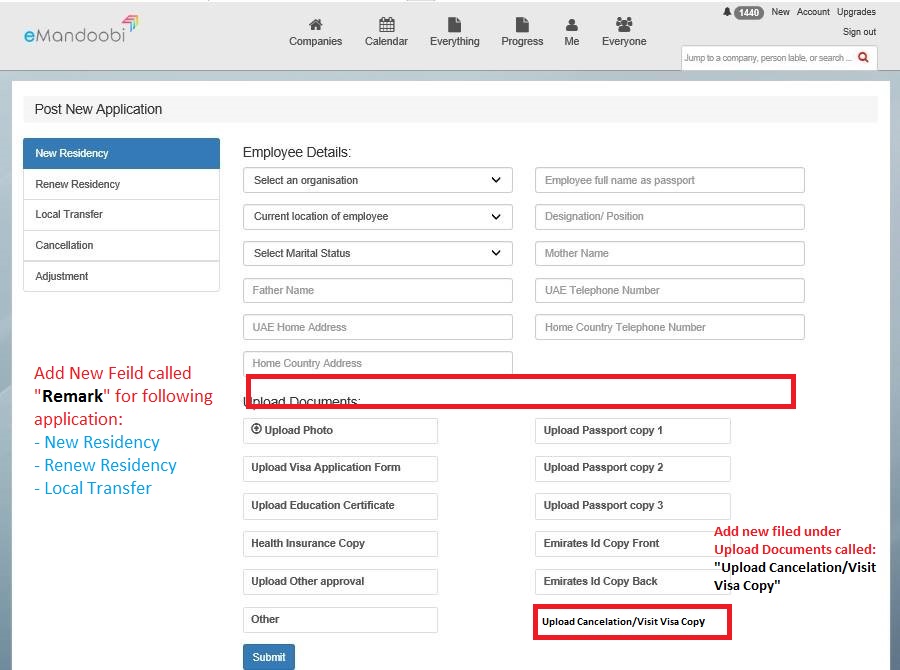 1440 New Account Upgrades
eMandoobi
Sign out
Companies Calendar Everything Progress Me Everyone
Jump to a company, person lable, or search ...
Post New Application
New Residency
Renew Residency
Local Transfer
Cancellation
Adjustment
Employee Details:
Select an organisation Employee full name as passport
Current location of employee Designation/ Position
Select Marital Status Mother Name
Father Name UAE Telephone Number
UAE Home Address Home Country Telephone Number
Home Country Address
Add New Feild called
"Remark" for following
application:
- New Residency
- Renew Residency
- Local Transfer
Upload Documents:
Upload Photo Upload Passport copy 1
Upload Visa Application Form Upload Passport copy 2
Upload Education Certificate Upload Passport copy 3
Health Insurance Copy Emirates Id Copy Front
Upload Other approval Emirates Id Copy Back
Other Upload Cancelation/Visit Visa Copy
Add new filed under
Upload Documents called:
"Upload Cancelation/Visit
Visa Copy"
Submit